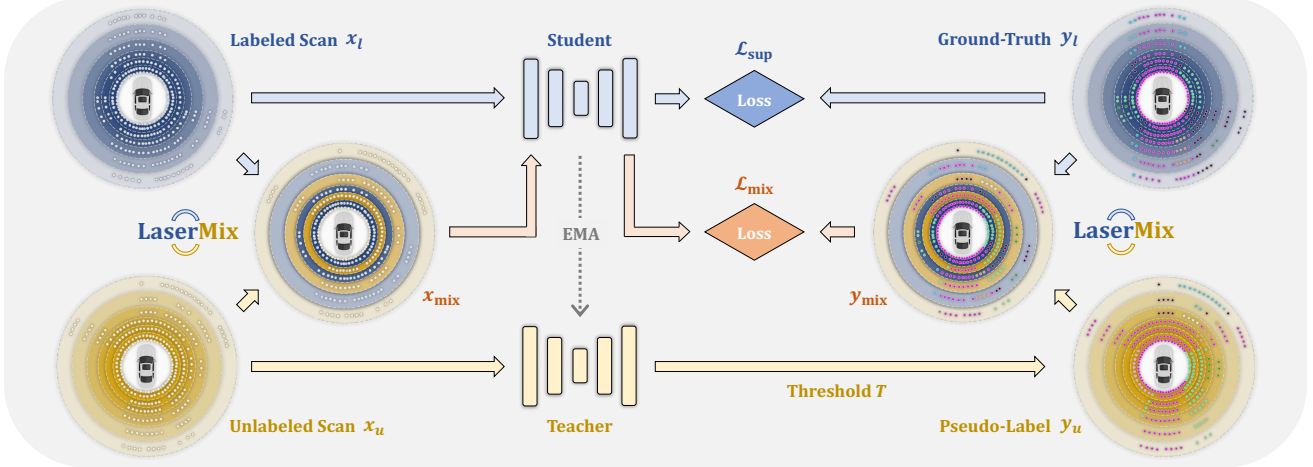 Labeled Scan x_l
Student
ℒ_sup
Ground-Truth y_l
Loss
LaserMix
x_mix
EMA
ℒ_mix
Loss
y_mix
LaserMix
Unlabeled Scan x_u
Teacher
Threshold T
Pseudo-Label y_u